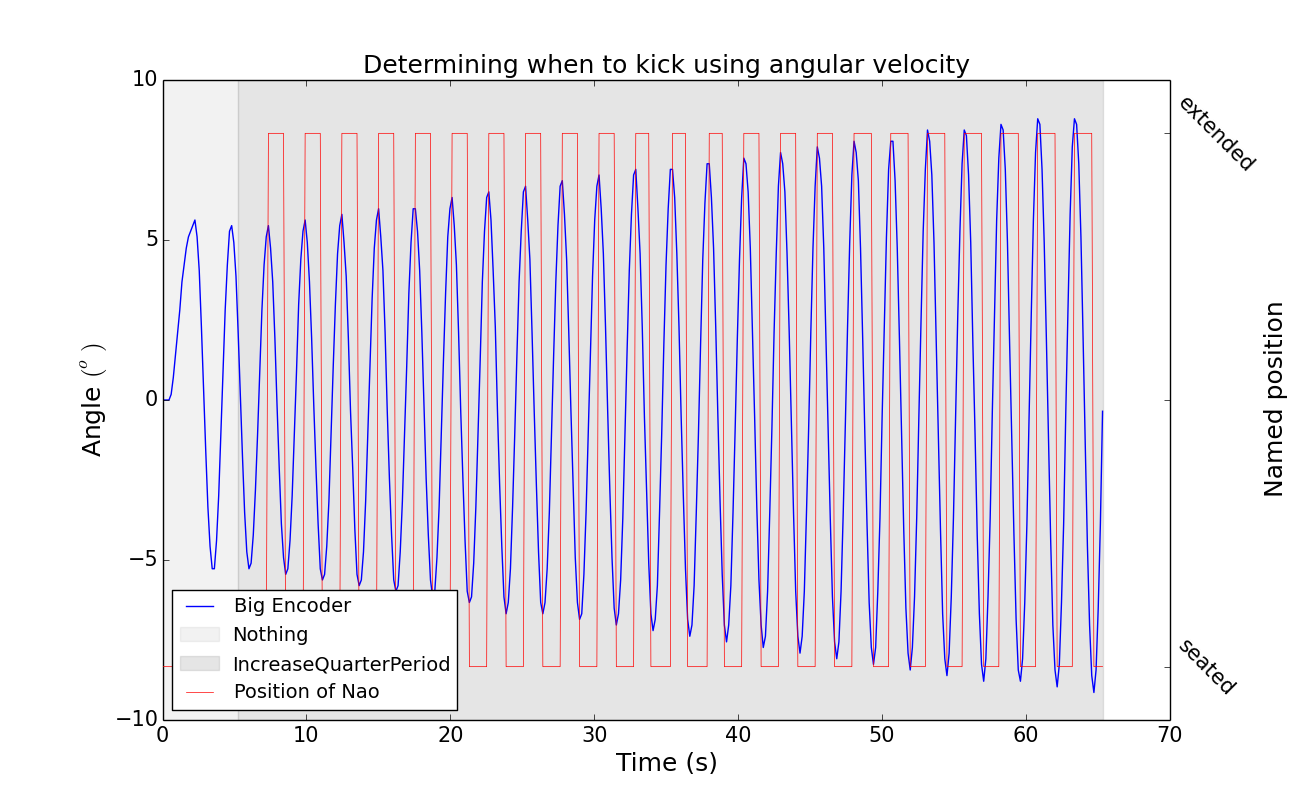 Determining when to kick using angular velocity
10
5
0
−5
−10
Angle (°)
0 10 20 30 40 50 60 70
Time (s)
extended
seated
Named position
Big Encoder
Nothing
IncreaseQuarterPeriod
Position of Nao